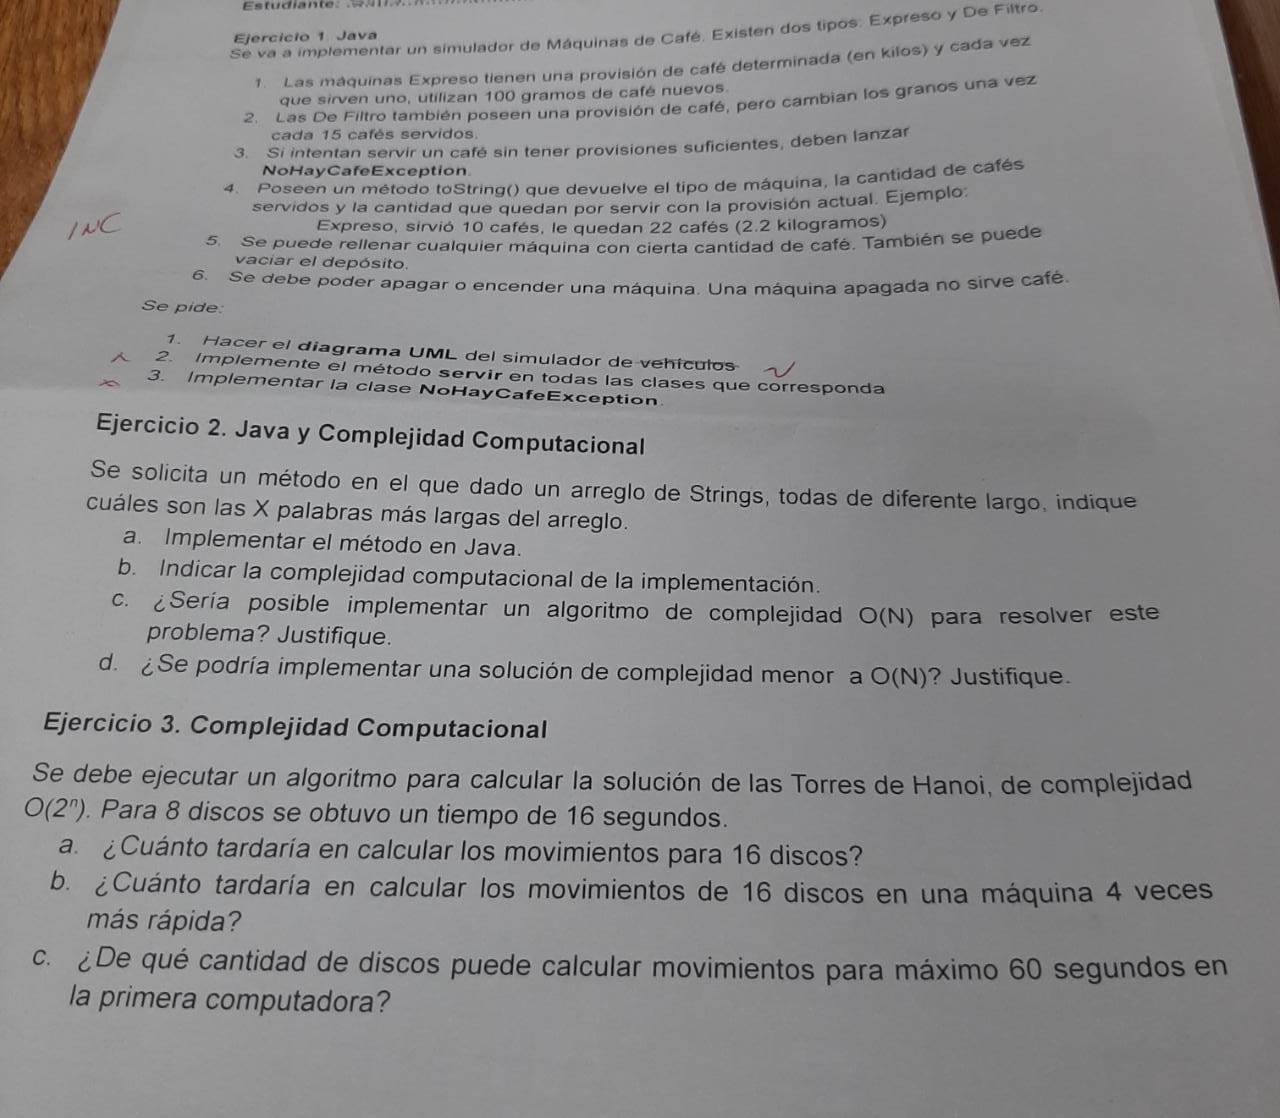 Estudiante:
Ejercicio 1. Java
Se va a implementar un simulador de Máquinas de Café. Existen dos tipos: Expreso y De Filtro.
1. Las máquinas Expreso tienen una provisión de café determinada (en kilos) y cada vez
que sirven uno, utilizan 100 gramos de café nuevos.
2. Las De Filtro también poseen una provisión de café, pero cambian los granos una vez
cada 15 cafés servidos.
3. Si intentan servir un café sin tener provisiones suficientes, deben lanzar
NoHayCafeException.
4. Poseen un método toString() que devuelve el tipo de máquina, la cantidad de cafés
servidos y la cantidad que quedan por servir con la provisión actual. Ejemplo:
Expreso, sirvió 10 cafés, le quedan 22 cafés (2.2 kilogramos)
INC
5. Se puede rellenar cualquier máquina con cierta cantidad de café. También se puede
vaciar el depósito.
6. Se debe poder apagar o encender una máquina. Una máquina apagada no sirve café.
Se pide:
1. Hacer el diagrama UML del simulador de vehículos
2. Implemente el método servir en todas las clases que corresponda
3. Implementar la clase NoHayCafeException.
Ejercicio 2. Java y Complejidad Computacional
Se solicita un método en el que dado un arreglo de Strings, todas de diferente largo, indique
cuáles son las X palabras más largas del arreglo.
a. Implementar el método en Java.
b. Indicar la complejidad computacional de la implementación.
c. ¿Sería posible implementar un algoritmo de complejidad O(N) para resolver este
problema? Justifique.
d. ¿Se podría implementar una solución de complejidad menor a O(N)? Justifique.
Ejercicio 3. Complejidad Computacional
Se debe ejecutar un algoritmo para calcular la solución de las Torres de Hanoi, de complejidad
O(2ⁿ). Para 8 discos se obtuvo un tiempo de 16 segundos.
a. ¿Cuánto tardaría en calcular los movimientos para 16 discos?
b. ¿Cuánto tardaría en calcular los movimientos de 16 discos en una máquina 4 veces
más rápida?
c. ¿De qué cantidad de discos puede calcular movimientos para máximo 60 segundos en
la primera computadora?